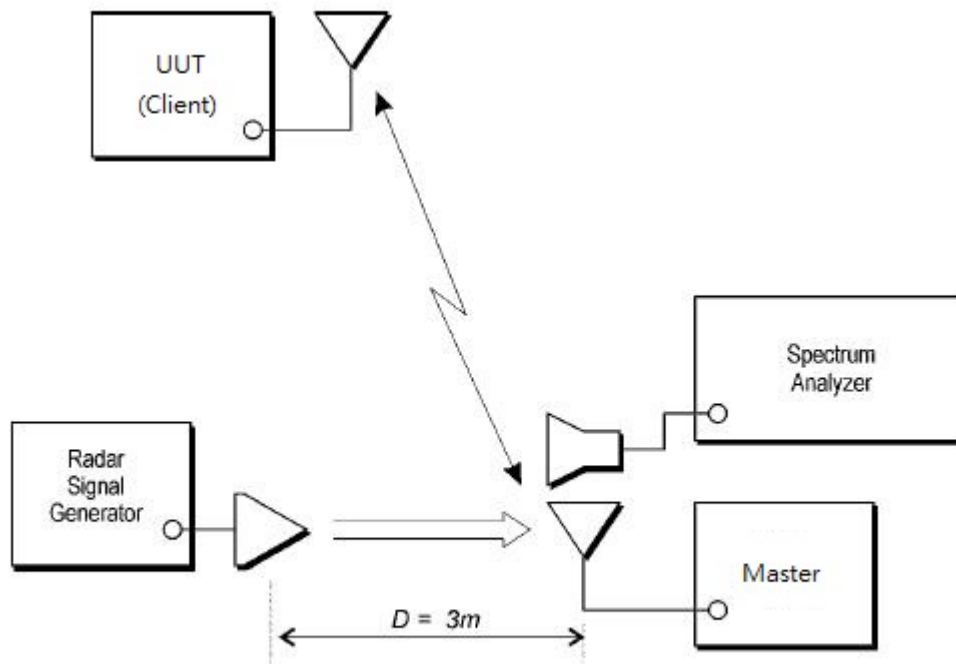 UUT
(Client)
Spectrum
Analyzer
Radar
Signal
Generator
Master
D = 3m